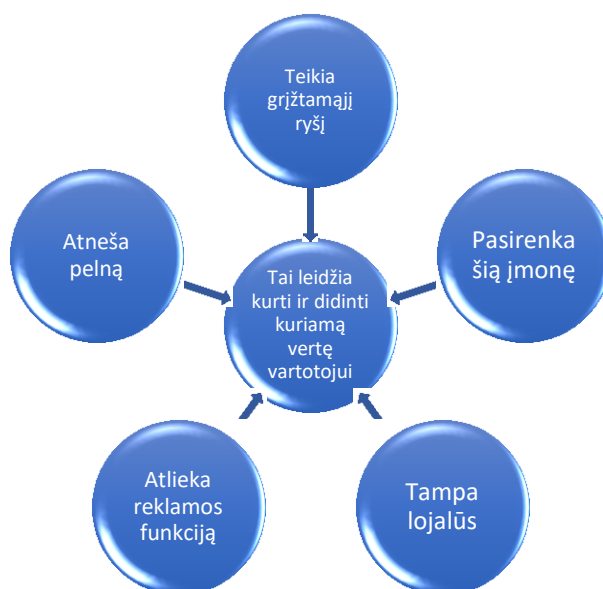 Teikia
grįžtamąjį
ryšį
Atneša
pelną
Pasirenka
šią įmonę
Tai leidžia
kurti ir didinti
kuriamą
vertę
vartotojui
Atlieka
reklamos
funkciją
Tampa
lojalūs